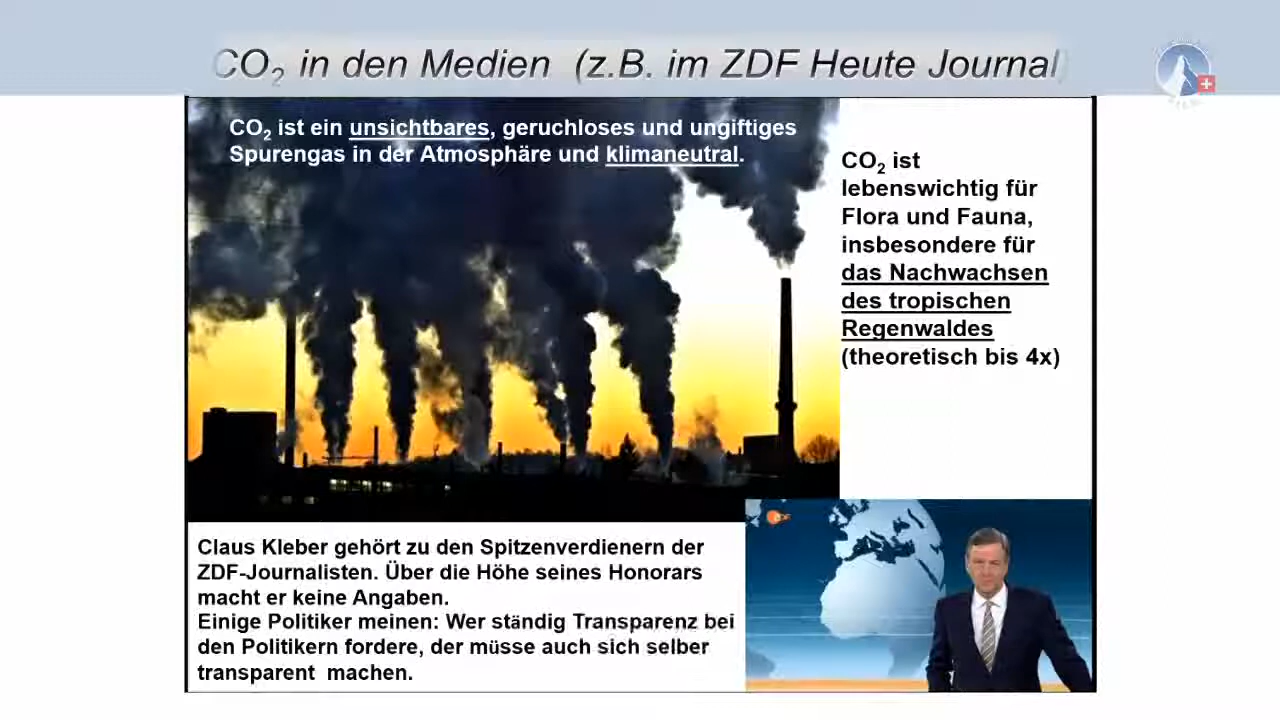 CO₂ in den Medien (z.B. im ZDF Heute Journal)
CO₂ ist ein unsichtbares, geruchloses und ungiftiges
Spurengas in der Atmosphäre und klimaneutral.
CO₂ ist
lebenswichtig für
Flora und Fauna,
insbesondere für
das Nachwachsen
des tropischen
Regenwaldes
(theoretisch bis 4x)
Claus Kleber gehört zu den Spitzenverdienern der
ZDF-Journalisten. Über die Höhe seines Honorars
macht er keine Angaben.
Einige Politiker meinen: Wer ständig Transparenz bei
den Politikern fordere, der müsse auch sich selber
transparent machen.